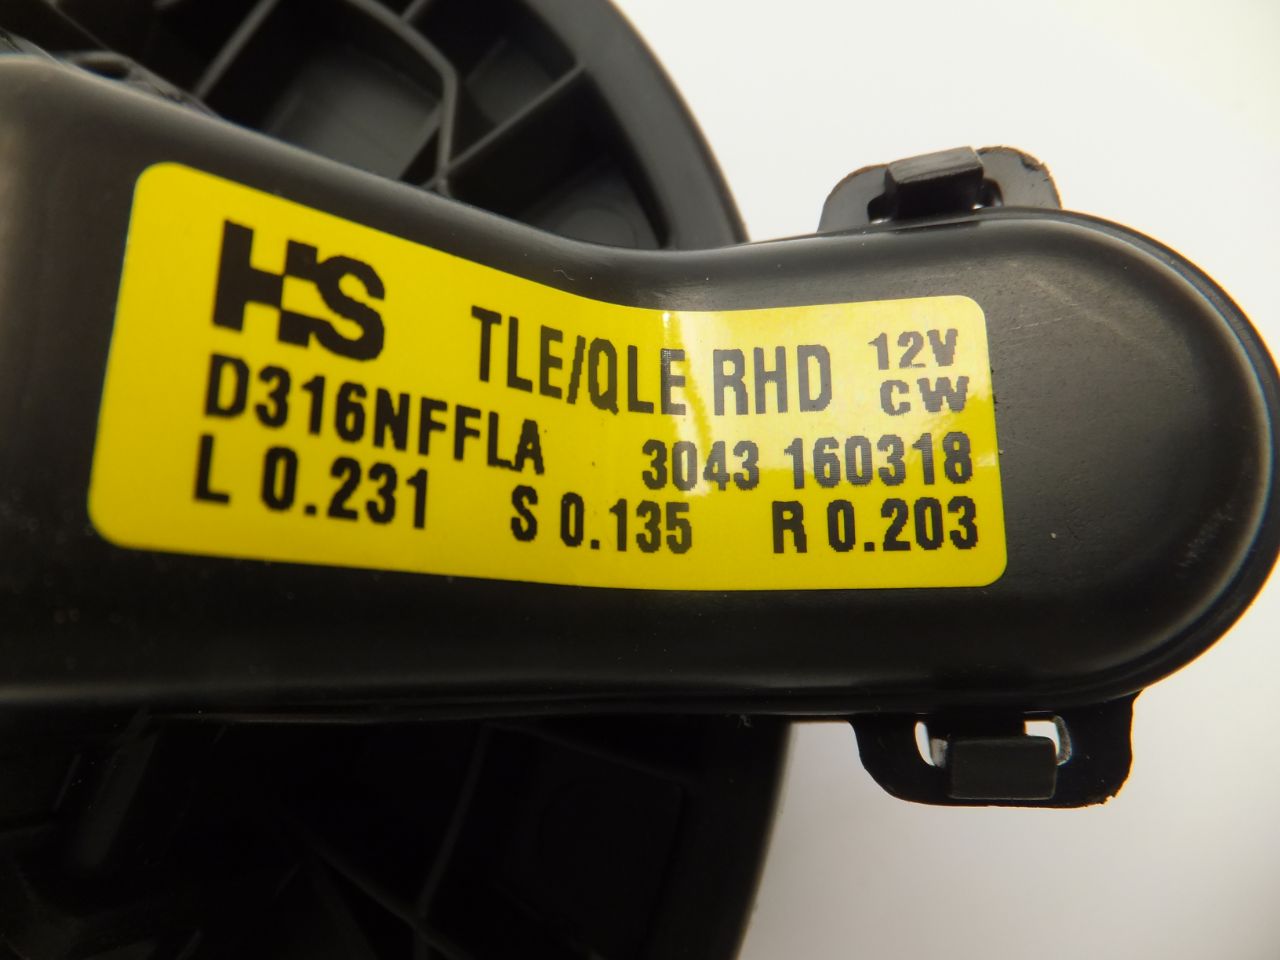 HS TLE/QLE RHD 12V
CW
D316NFFLA 3043 160318
L 0.231 S 0.135 R 0.203